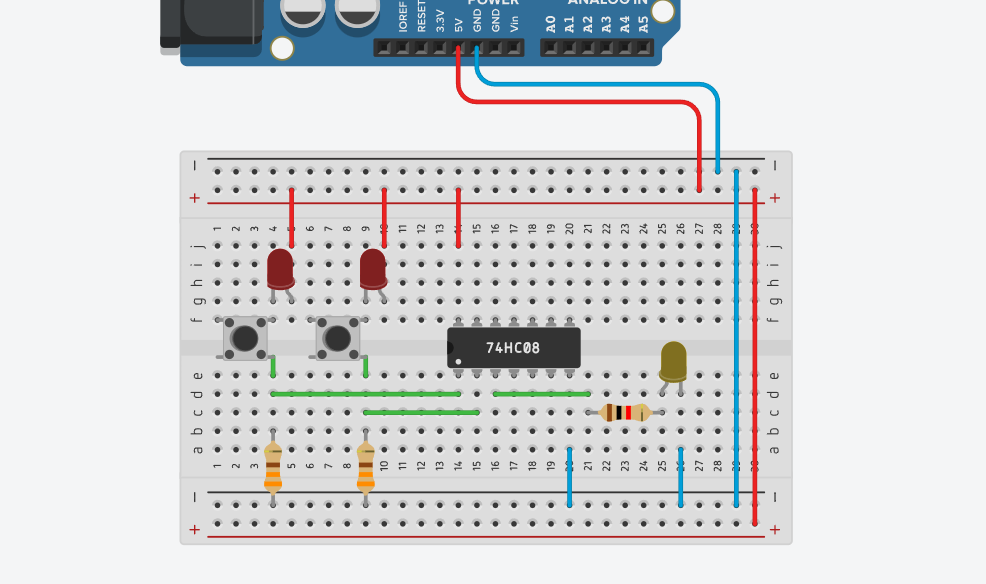 POWER
ANALOG IN
IOREF
RESET
3.3V
5V
GND
GND
Vin
A0
A1
A2
A3
A4
A5
— —
+ +
1 2 3 4 5 6 7 8 9 10 11 12 13 14 15 16 17 18 19 20 21 22 23 24 25 26 27 28 29 30
j j
i i
h h
g g
f f
74HC08
e e
d d
c c
b b
a a
1 2 3 4 5 6 7 8 9 10 11 12 13 14 15 16 17 18 19 20 21 22 23 24 25 26 27 28 29 30
— —
+ +